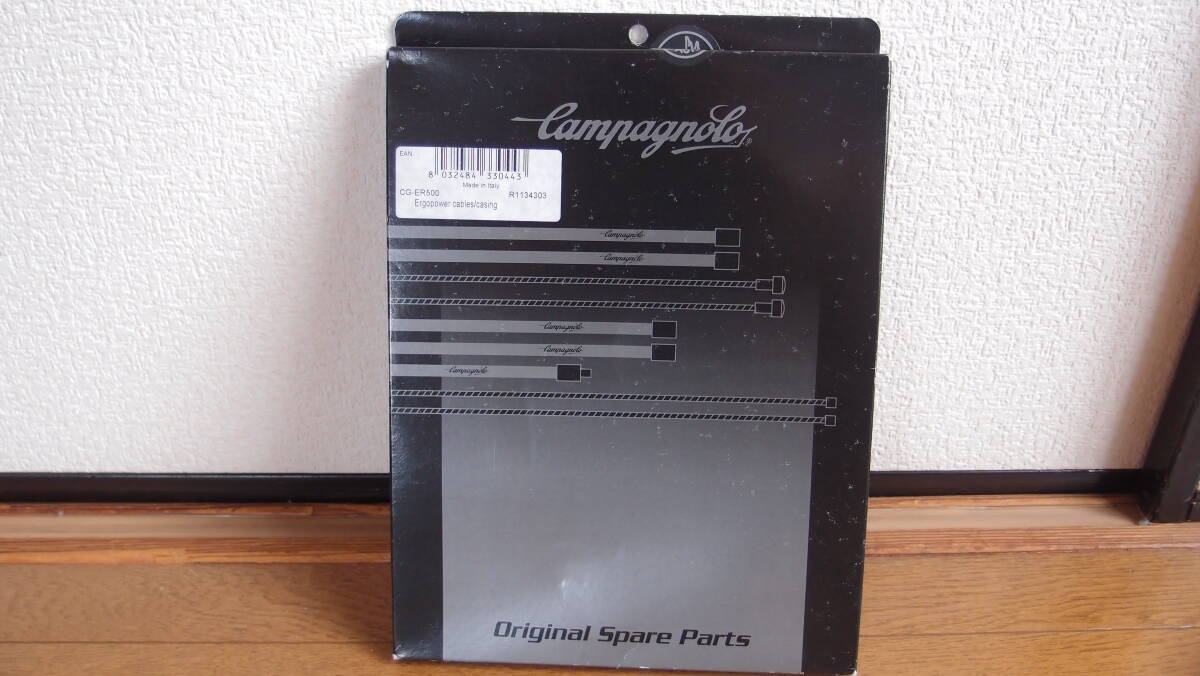 Campagnolo
EAN
8 032484 330443
Made in Italy
CG-ER500 R1134303
Ergopower cables/casing
Campagnolo
Campagnolo
Campagnolo
Campagnolo
Campagnolo
Original Spare Parts